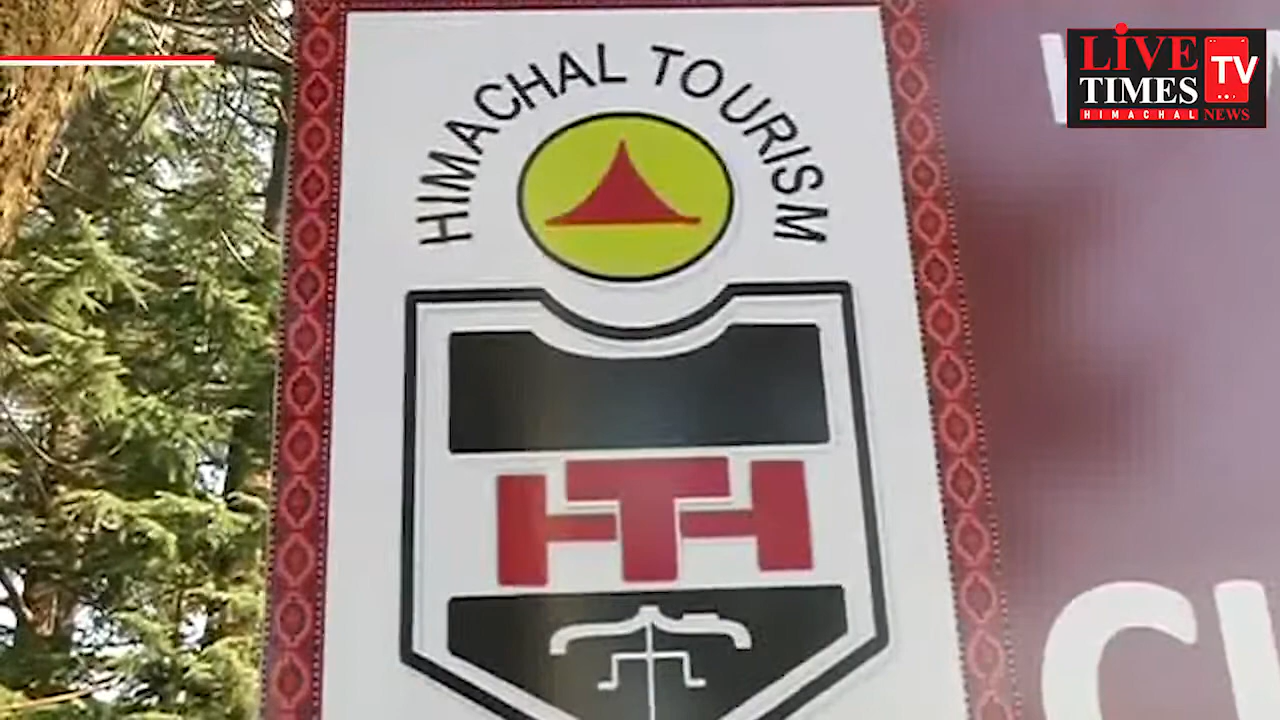 HIMACHAL TOURISM
HTH
LiVE
TIMES
TV
HIMACHAL NEWS